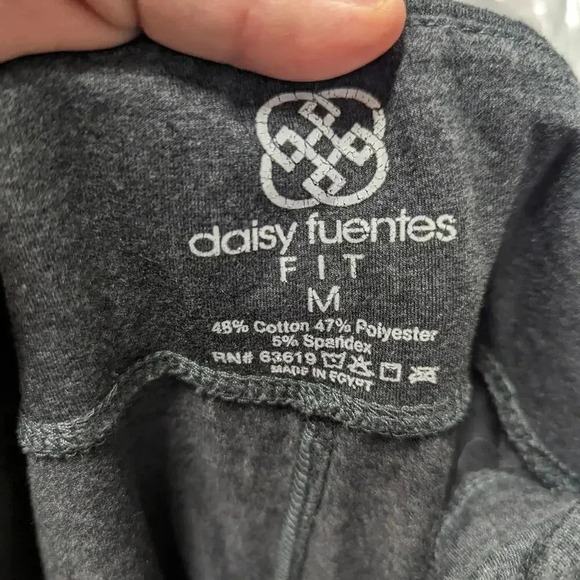 daisy fuentes
FIT
M
48% Cotton 47% Polyester
5% Spandex
RN# 63619
MADE IN EGYPT